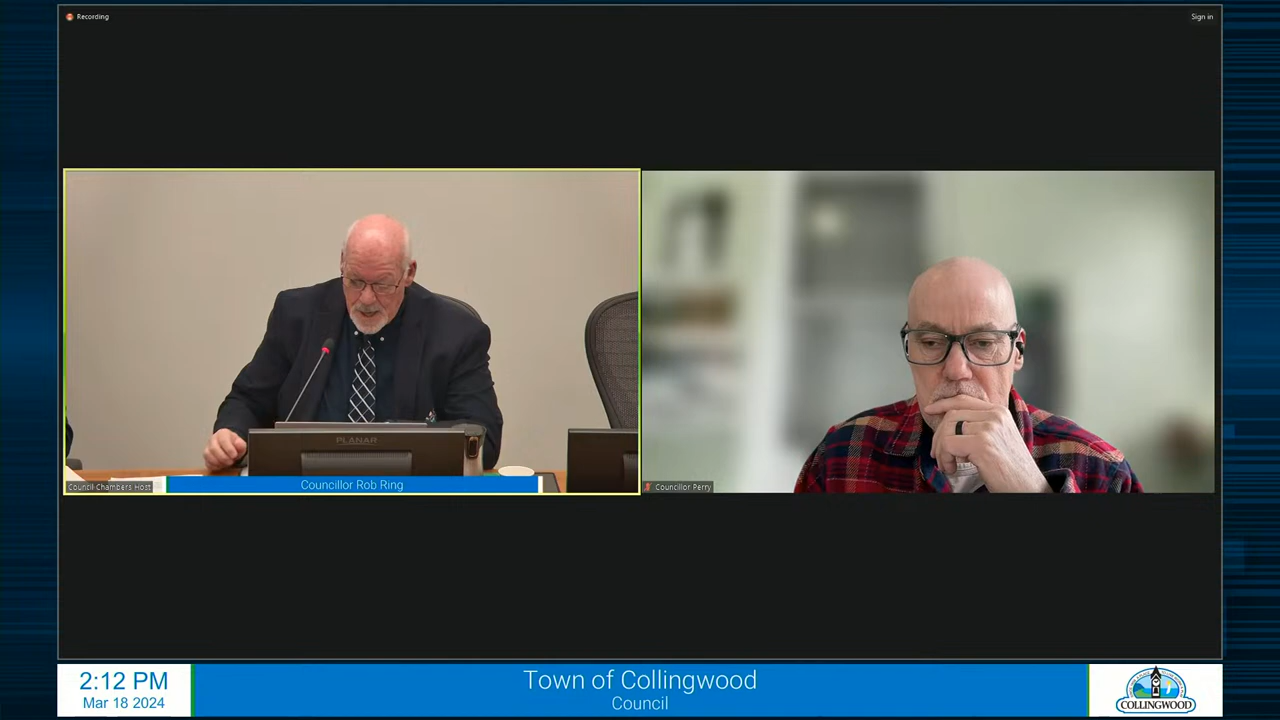 Recording
Sign in
PLANAR
Council Chambers Host
Councillor Rob Ring
Councillor Perry
2:12 PM
Mar 18 2024
Town of Collingwood
Council
COLLINGWOOD